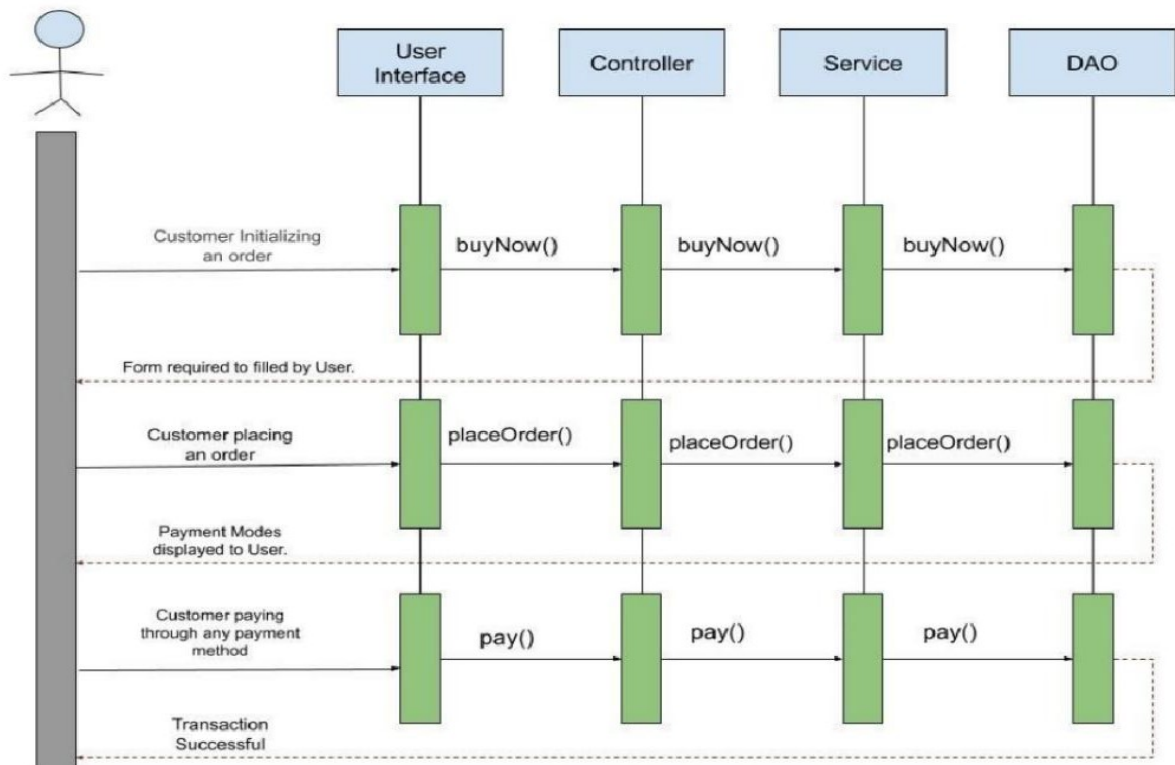 User
Interface
Controller
Service
DAO
Customer Initializing
an order
buyNow()
buyNow()
buyNow()
Form required to filled by User.
Customer placing
an order
placeOrder()
placeOrder()
placeOrder()
Payment Modes
displayed to User.
Customer paying
through any payment
method
pay()
pay()
pay()
Transaction
Successful